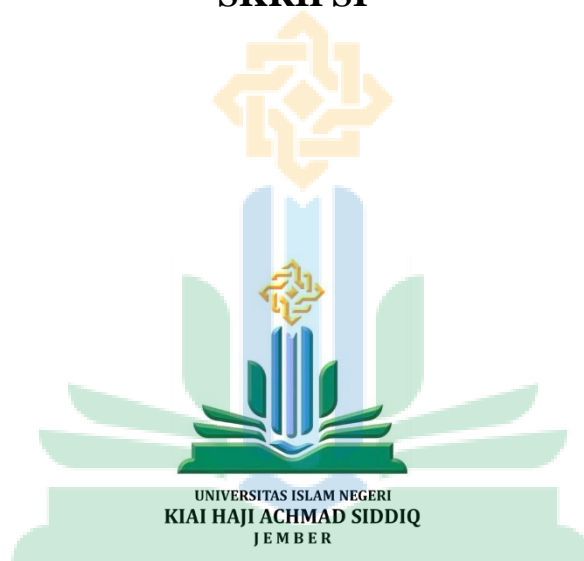 SKRIPSI
UNIVERSITAS ISLAM NEGERI
KIAI HAJI ACHMAD SIDDIQ
JEMBER